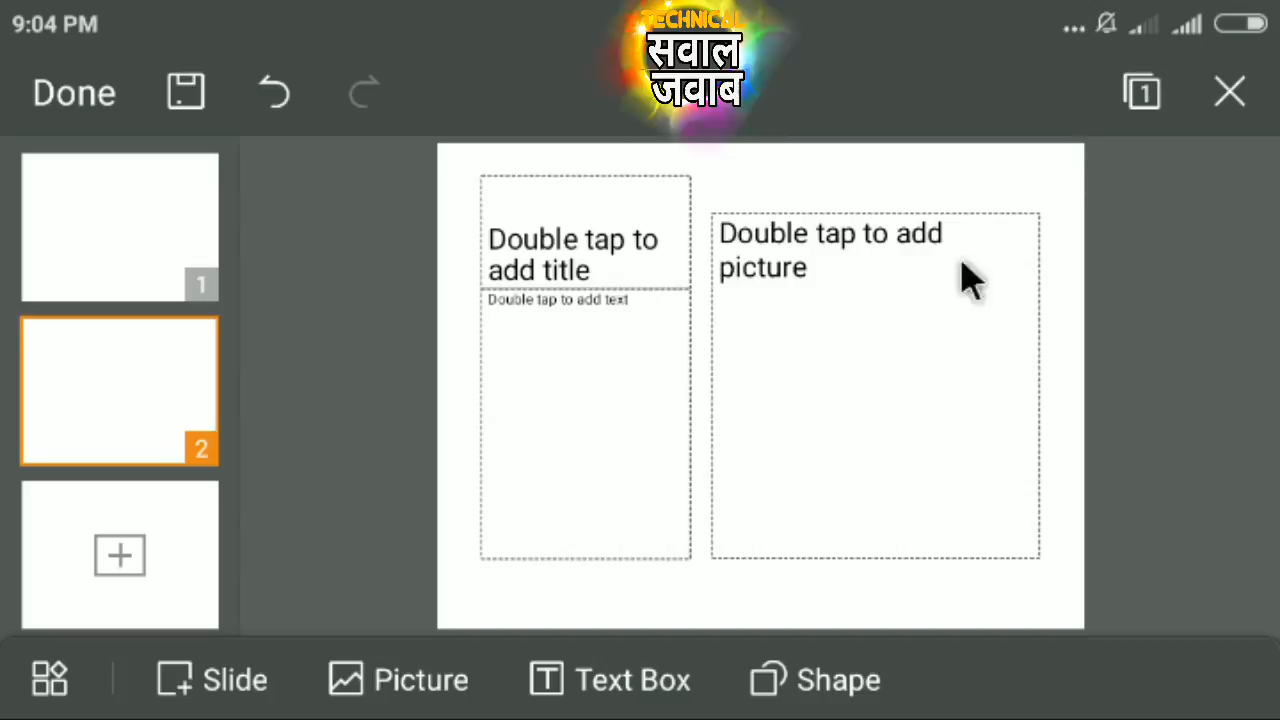 9:04 PM
TECHNICAL
सवाल
जवाब
Done
1
1
2
Double tap to
add title
Double tap to add text
Double tap to add
picture
Slide
Picture
T Text Box
Shape